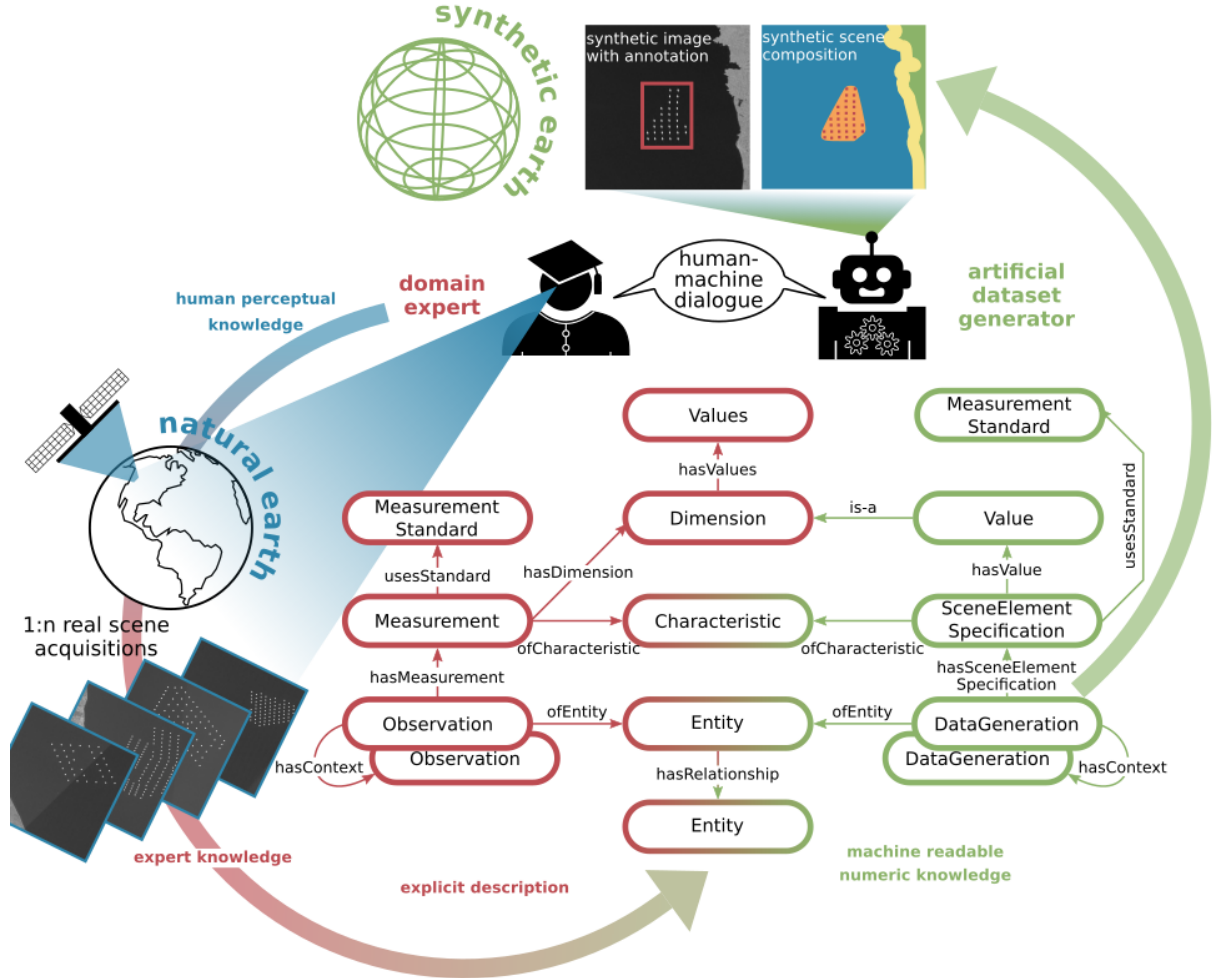 synthetic earth
synthetic image
with annotation
synthetic scene
composition
human-
machine
dialogue
domain
expert
artificial
dataset
generator
human perceptual
knowledge
natural earth
Values
Measurement
Standard
hasValues
Measurement
Standard
Dimension
is-a
Value
usesStandard
usesStandard
hasDimension
hasValue
1:n real scene
acquisitions
Measurement
Characteristic
SceneElement
Specification
ofCharacteristic
ofCharacteristic
hasMeasurement
hasSceneElement
Specification
Observation
ofEntity
Entity
ofEntity
DataGeneration
hasContext
Observation
hasRelationship
DataGeneration
hasContext
Entity
expert knowledge
machine readable
numeric knowledge
explicit description